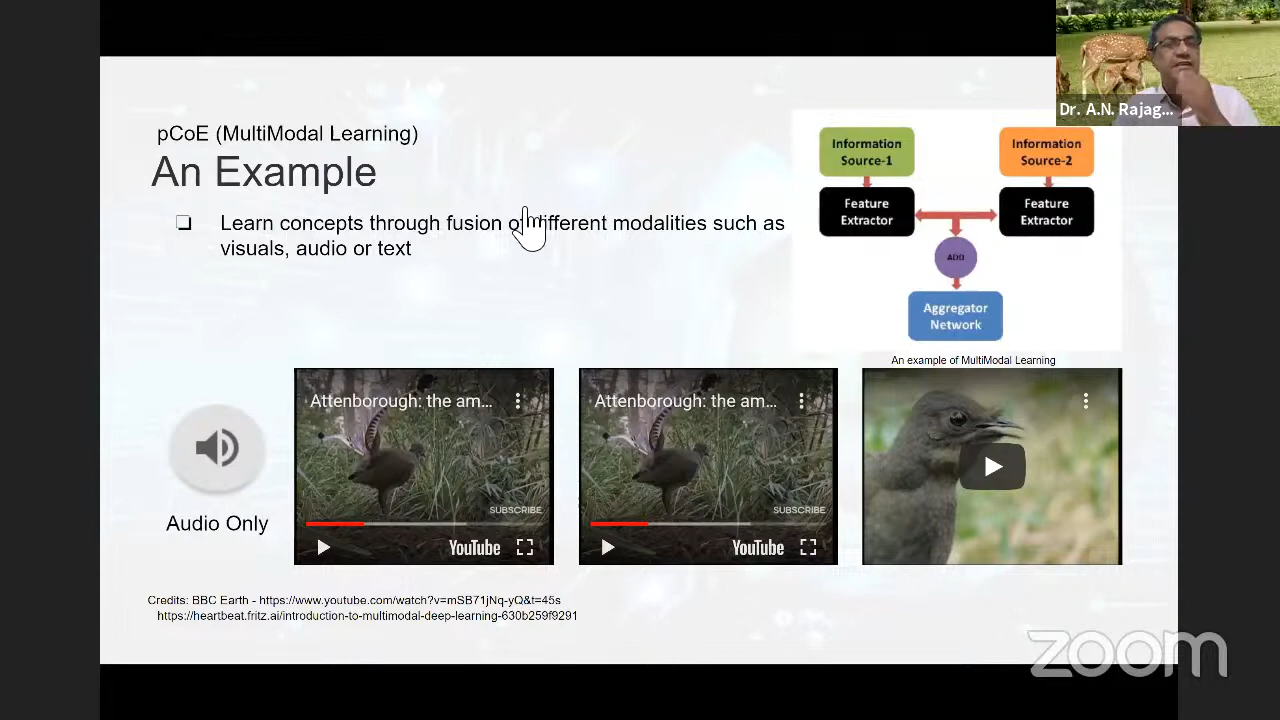 Dr. A.N. Rajag...
pCoE (MultiModal Learning)
An Example
❑ Learn concepts through fusion of different modalities such as
visuals, audio or text
Information
Source-1
Information
Source-2
Feature
Extractor
Feature
Extractor
ADD
Aggregator
Network
An example of MultiModal Learning
Attenborough: the am...
SUBSCRIBE
YouTube
Attenborough: the am...
SUBSCRIBE
YouTube
Audio Only
Credits: BBC Earth - https://www.youtube.com/watch?v=mSB71jNq-yQ&t=45s
https://heartbeat.fritz.ai/introduction-to-multimodal-deep-learning-630b259f9291
zoom